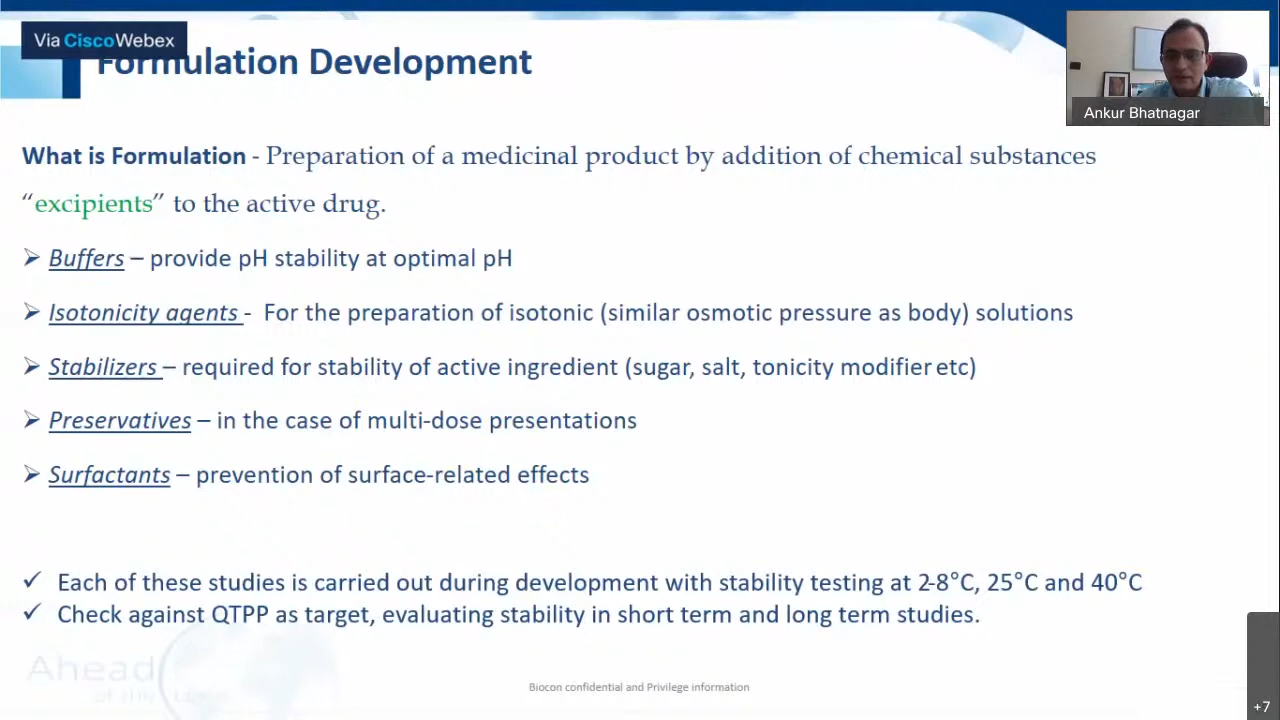 Via CiscoWebex
Formulation Development
Ankur Bhatnagar
What is Formulation - Preparation of a medicinal product by addition of chemical substances
“excipients” to the active drug.
➢ Buffers – provide pH stability at optimal pH
➢ Isotonicity agents - For the preparation of isotonic (similar osmotic pressure as body) solutions
➢ Stabilizers – required for stability of active ingredient (sugar, salt, tonicity modifier etc)
➢ Preservatives – in the case of multi-dose presentations
➢ Surfactants – prevention of surface-related effects
✓ Each of these studies is carried out during development with stability testing at 2-8°C, 25°C and 40°C
✓ Check against QTPP as target, evaluating stability in short term and long term studies.
Ahead
of the
Biocon confidential and Privilege information
+7